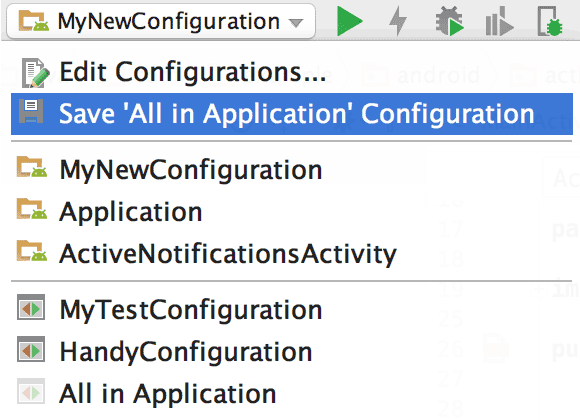 MyNewConfiguration
Edit Configurations...
Save 'All in Application' Configuration
MyNewConfiguration
Application
ActiveNotificationsActivity
MyTestConfiguration
HandyConfiguration
All in Application